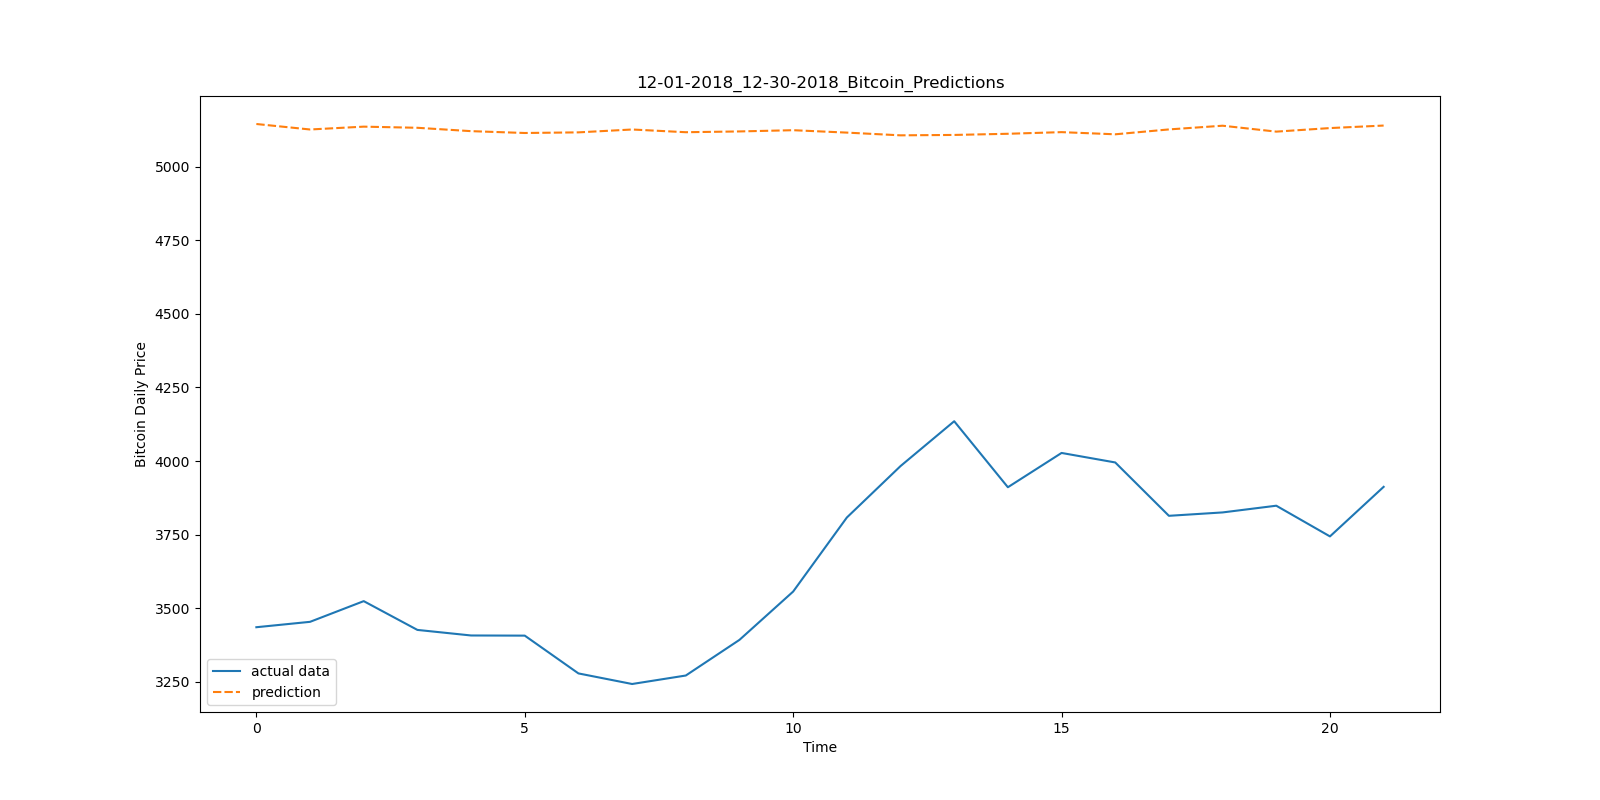 12-01-2018_12-30-2018_Bitcoin_Predictions
Bitcoin Daily Price
5000
4750
4500
4250
4000
3750
3500
3250
actual data
prediction
0 5 10 15 20
Time